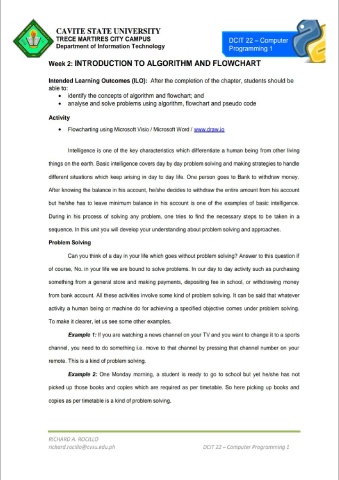 CAVITE STATE UNIVERSITY
TRECE MARTIRES CITY CAMPUS
Department of Information Technology
DCIT 22 – Computer
Programming 1
Week 2: INTRODUCTION TO ALGORITHM AND FLOWCHART
Intended Learning Outcomes (ILO): After the completion of the chapter, students should be
able to:
• identify the concepts of algorithm and flowchart; and
• analyse and solve problems using algorithm, flowchart and pseudo code
Activity
• Flowcharting using Microsoft Visio / Microsoft Word / www.draw.io
Intelligence is one of the key characteristics which differentiate a human being from other living
things on the earth. Basic intelligence covers day by day problem solving and making strategies to handle
different situations which keep arising in day to day life. One person goes to Bank to withdraw money.
After knowing the balance in his account, he/she decides to withdraw the entire amount from his account
but he/she has to leave minimum balance in his account is one of the examples of basic intelligence.
During in his process of solving any problem, one tries to find the necessary steps to be taken in a
sequence. In this unit you will develop your understanding about problem solving and approaches.
Problem Solving
Can you think of a day in your life which goes without problem solving? Answer to this question if
of course, No. in your life we are bound to solve problems. In our day to day activity such as purchasing
something from a general store and making payments, depositing fee in school, or withdrawing money
from bank account. All these activities involve some kind of problem solving. It can be said that whatever
activity a human being or machine do for achieving a specified objective comes under problem solving.
To make it clearer, let us see some other examples.
Example 1: If you are watching a news channel on your TV and you want to change it to a sports
channel, you need to do something i.e. move to that channel by pressing that channel number on your
remote. This is a kind of problem solving.
Example 2: One Monday morning, a student is ready to go to school but yet he/she has not
picked up those books and copies which are required as per timetable. So here picking up books and
copies as per timetable is a kind of problem solving.
RICHARD A. ROCILLO
richard.rocillo@cvsu.edu.ph DCIT 22 – Computer Programming 1